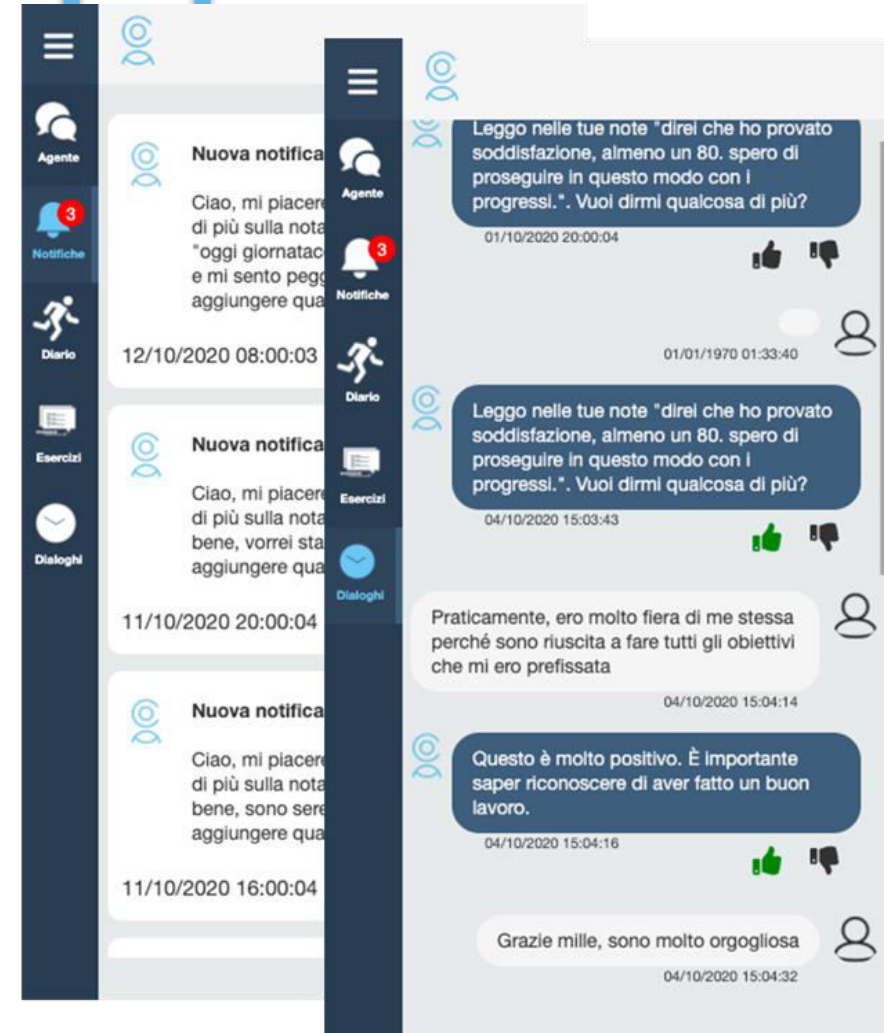 Agente
3
Notifiche
Diario
Esercizi
Dialoghi
Nuova notifica
Ciao, mi piacere
di più sulla nota
"oggi giornatac
e mi sento pegg
aggiungere qua
12/10/2020 08:00:03
Nuova notifica
Ciao, mi piacere
di più sulla nota
bene, vorrei sta
aggiungere qua
11/10/2020 20:00:04
Nuova notifica
Ciao, mi piacere
di più sulla nota
bene, sono sere
aggiungere qua
11/10/2020 16:00:04
Agente
3
Notifiche
Diario
Esercizi
Dialoghi
Leggo nelle tue note "direi che ho provato
soddisfazione, almeno un 80. spero di
proseguire in questo modo con i
progressi.". Vuoi dirmi qualcosa di più?
01/10/2020 20:00:04
01/01/1970 01:33:40
Leggo nelle tue note "direi che ho provato
soddisfazione, almeno un 80. spero di
proseguire in questo modo con i
progressi.". Vuoi dirmi qualcosa di più?
04/10/2020 15:03:43
Praticamente, ero molto fiera di me stessa
perché sono riuscita a fare tutti gli obiettivi
che mi ero prefissata
04/10/2020 15:04:14
Questo è molto positivo. È importante
saper riconoscere di aver fatto un buon
lavoro.
04/10/2020 15:04:16
Grazie mille, sono molto orgogliosa
04/10/2020 15:04:32